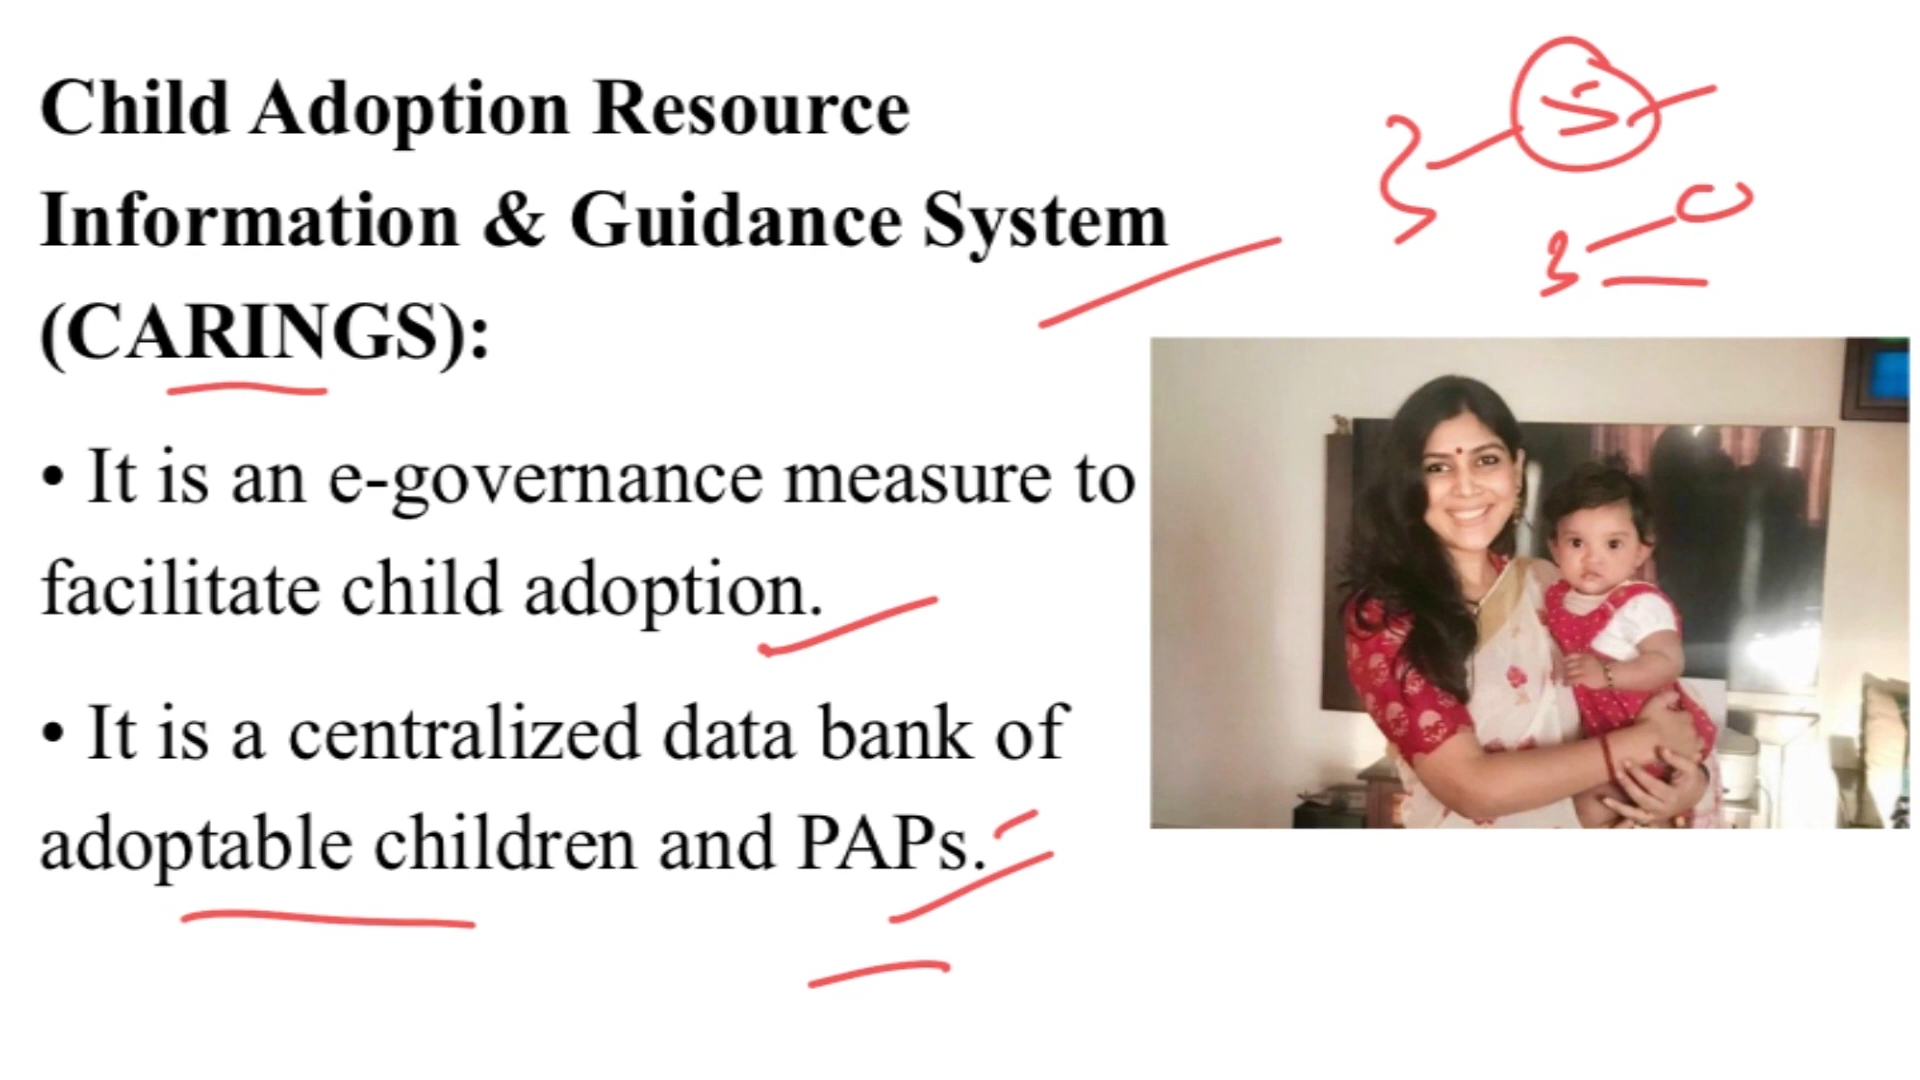 Child Adoption Resource
Information & Guidance System
(CARINGS):
• It is an e-governance measure to
facilitate child adoption.
• It is a centralized data bank of
adoptable children and PAPs.